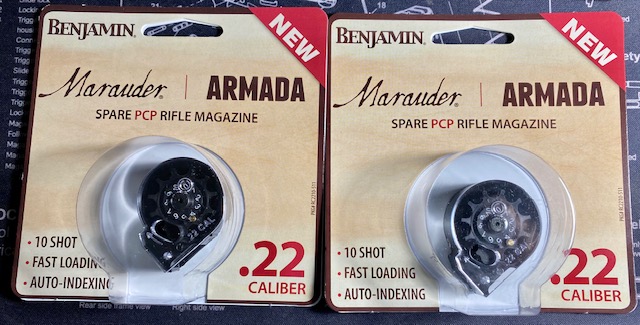 BENJAMIN
NEW
Marauder® | ARMADA
SPARE PCP RIFLE MAGAZINE
.22 CAL
• 10 SHOT
• FAST LOADING
• AUTO-INDEXING
.22
CALIBER
BENJAMIN
NEW
Marauder® | ARMADA
SPARE PCP RIFLE MAGAZINE
.22 CAL
• 10 SHOT
• FAST LOADING
• AUTO-INDEXING
.22
CALIBER
Rear side frame view
Right side view